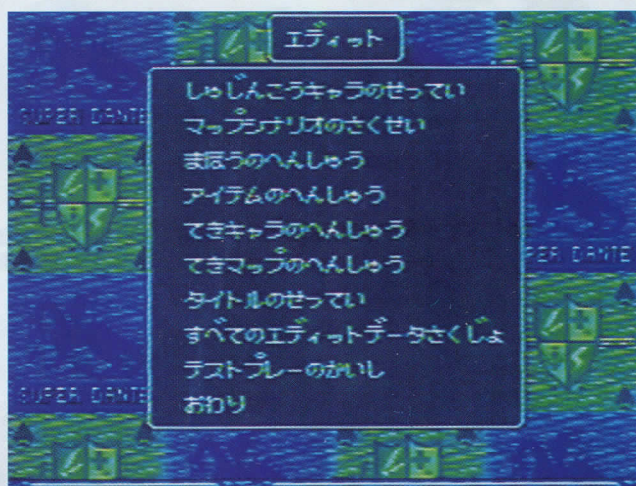 エディット
しゅじんこうキャラのせってい
マップシナリオのさくせい
まほうのへんしゅう
アイテムのへんしゅう
SUPER DANTE
てきキャラのへんしゅう
てきマップのへんしゅう
タイトルのせってい
すべてのエディットデータさくじょ
テストプレーのかいし
おわり
SUPER DANTE